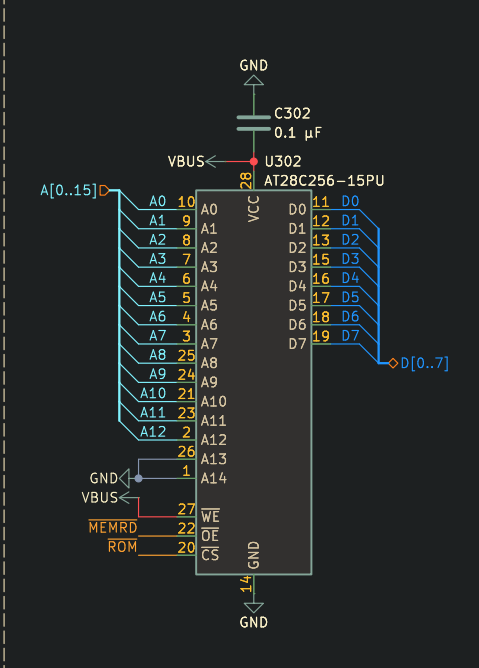 GND
C302
0.1 µF
VBUS
U302
AT28C256-15PU
28
VCC
A[0..15]
A0 10 A0 D0 11 D0
A1 9 A1 D1 12 D1
A2 8 A2 D2 13 D2
A3 7 A3 D3 15 D3
A4 6 A4 D4 16 D4
A5 5 A5 D5 17 D5
A6 4 A6 D6 18 D6
A7 3 A7 D7 19 D7
A8 25 A8
D[0..7]
A9 24 A9
A10 21 A10
A11 23 A11
A12 2 A12
26 A13
GND 1 A14
VBUS
27 WE
MEMRD 22 OE
ROM 20 CS
GND
14
GND